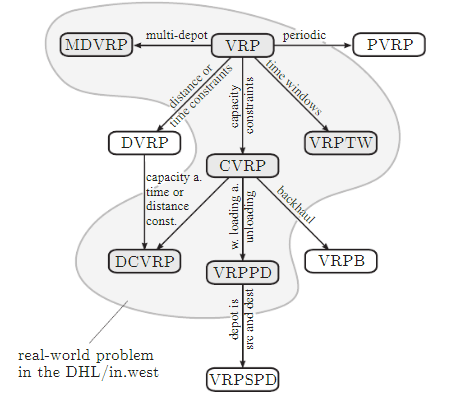 MDVRP
multi-depot
VRP
periodic
PVRP
distance or
time constraints
capacity
constraints
time windows
DVRP
VRPTW
CVRP
capacity a.
time or
distance
const.
w. loading a.
unloading
backhaul
DCVRP
VRPPD
VRPB
depot is
src and dest
real-world problem
in the DHL/in.west
VRPSPD